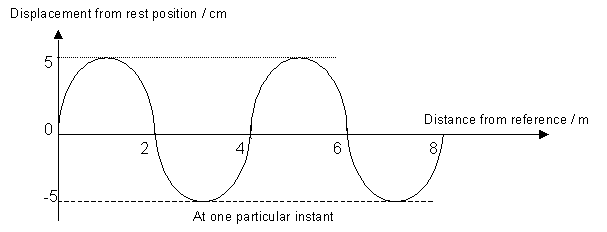 Displacement from rest position / cm
5
Distance from reference / m
0
2 4 6 8
-5
At one particular instant